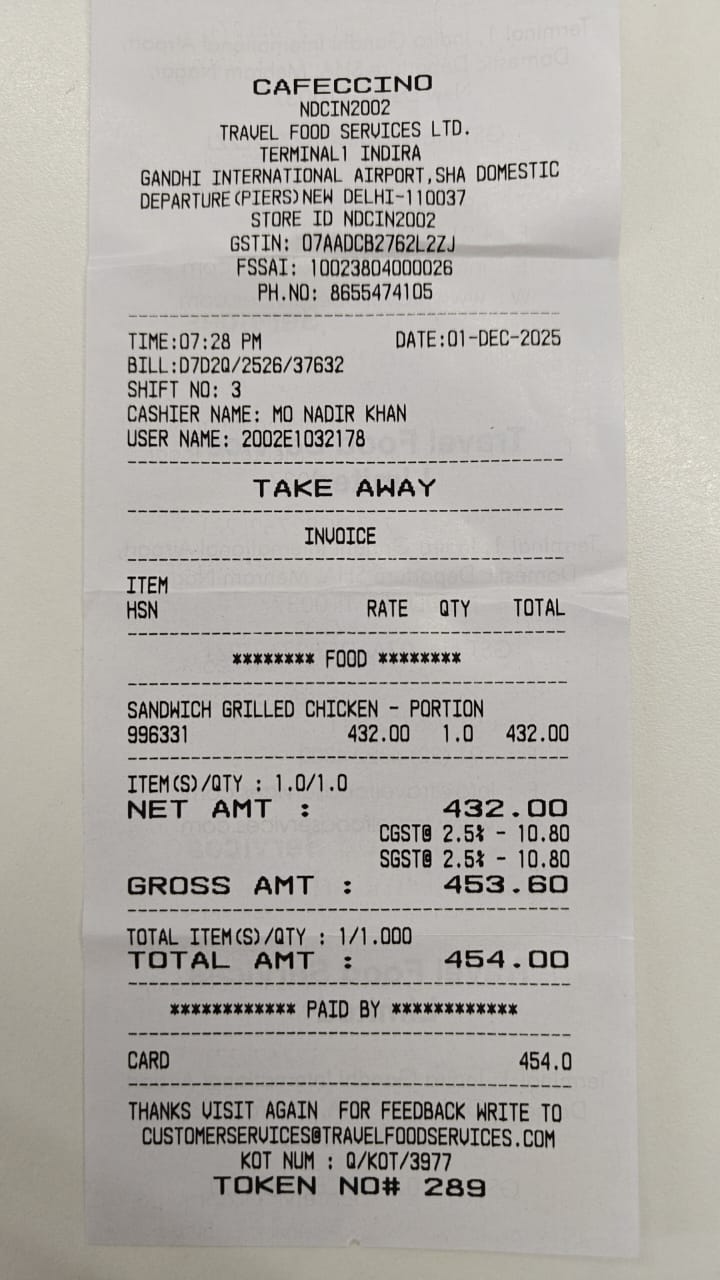 CAFECCINO
NDCIN2002
TRAVEL FOOD SERVICES LTD.
TERMINAL1 INDIRA
GANDHI INTERNATIONAL AIRPORT,SHA DOMESTIC
DEPARTURE(PIERS)NEW DELHI-110037
STORE ID NDCIN2002
GSTIN: 07AADCB2762L2ZJ
FSSAI: 10023804000026
PH.NO: 8655474105
TIME:07:28 PM DATE:01-DEC-2025
BILL:D7D2Q/2526/37632
SHIFT NO: 3
CASHIER NAME: MO NADIR KHAN
USER NAME: 2002E1032178
TAKE AWAY
INVOICE
ITEM
HSN RATE QTY TOTAL
******** FOOD ********
SANDWICH GRILLED CHICKEN - PORTION
996331 432.00 1.0 432.00
ITEM(S)/QTY : 1.0/1.0
NET AMT : 432.00
CGST@ 2.5% - 10.80
SGST@ 2.5% - 10.80
GROSS AMT : 453.60
TOTAL ITEM(S)/QTY : 1/1.000
TOTAL AMT : 454.00
************ PAID BY ************
CARD 454.0
THANKS VISIT AGAIN FOR FEEDBACK WRITE TO
CUSTOMERSERVICES@TRAVELFOODSERVICES.COM
KOT NUM : Q/KOT/3977
TOKEN NO# 289